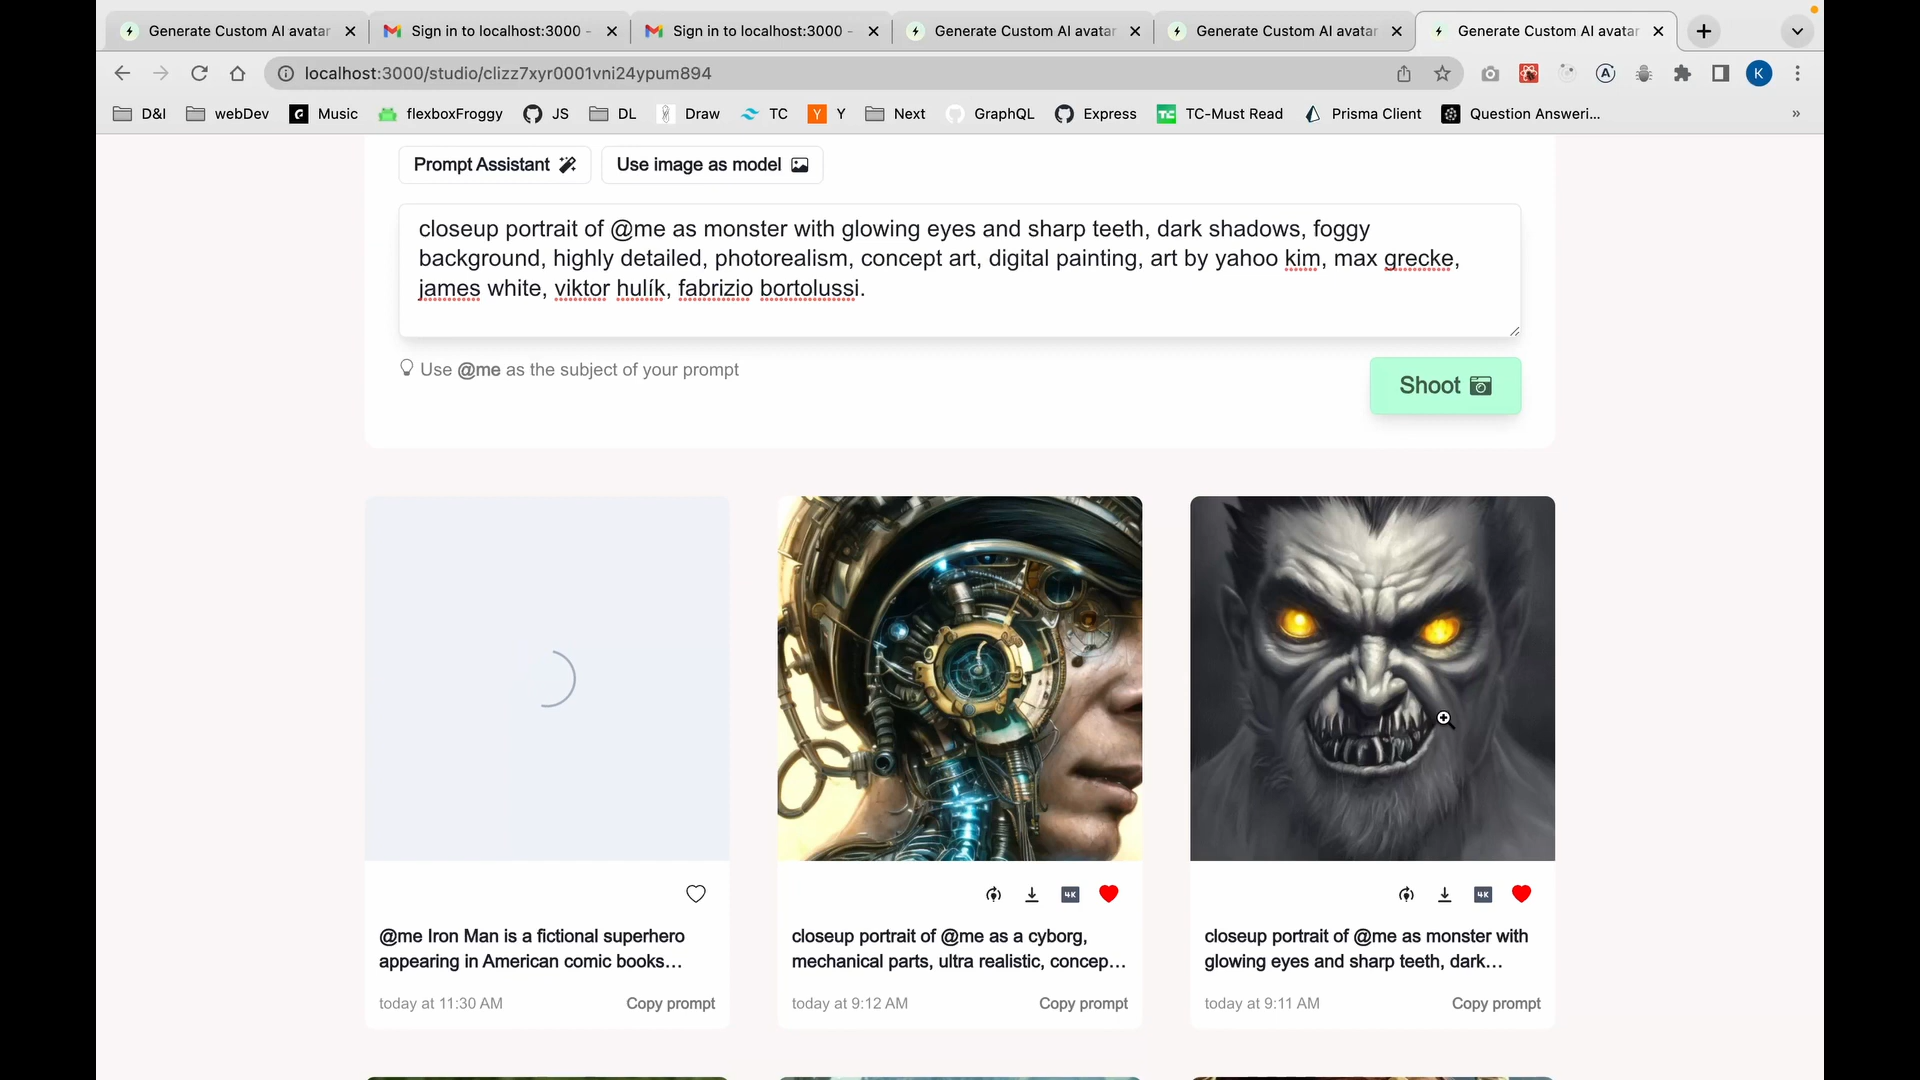 Generate Custom AI avatar
Sign in to localhost:3000 -
Sign in to localhost:3000 -
Generate Custom AI avatar
Generate Custom AI avatar
Generate Custom AI avatar
localhost:3000/studio/clizz7xyr0001vni24ypum894
K
D&I
webDev
Music
flexboxFroggy
JS
DL
Draw
TC
Y
Next
GraphQL
Express
TC-Must Read
Prisma Client
Question Answeri...
»
Prompt Assistant
Use image as model
closeup portrait of @me as monster with glowing eyes and sharp teeth, dark shadows, foggy
background, highly detailed, photorealism, concept art, digital painting, art by yahoo kim, max grecke,
james white, viktor hulík, fabrizio bortolussi.
Use @me as the subject of your prompt
Shoot
4K
4K
@me Iron Man is a fictional superhero
appearing in American comic books...
closeup portrait of @me as a cyborg,
mechanical parts, ultra realistic, concep...
closeup portrait of @me as monster with
glowing eyes and sharp teeth, dark...
today at 11:30 AM
Copy prompt
today at 9:12 AM
Copy prompt
today at 9:11 AM
Copy prompt